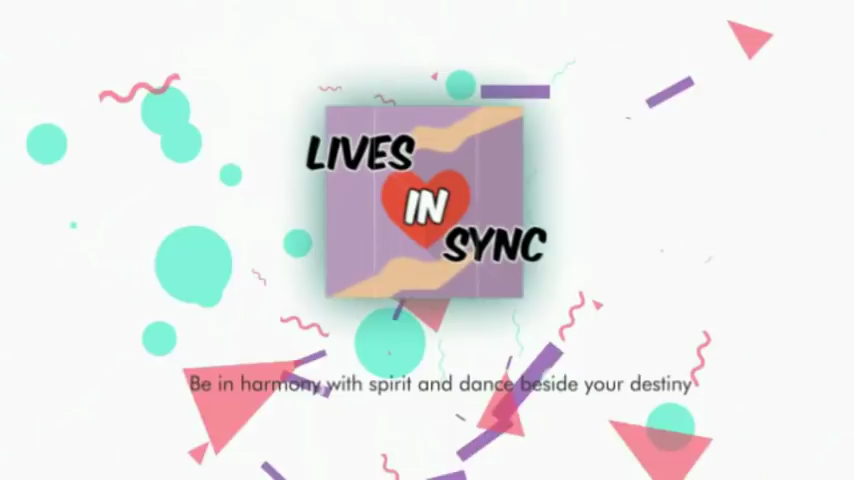 LIVES
IN
SYNC
Be in harmony with spirit and dance beside your destiny